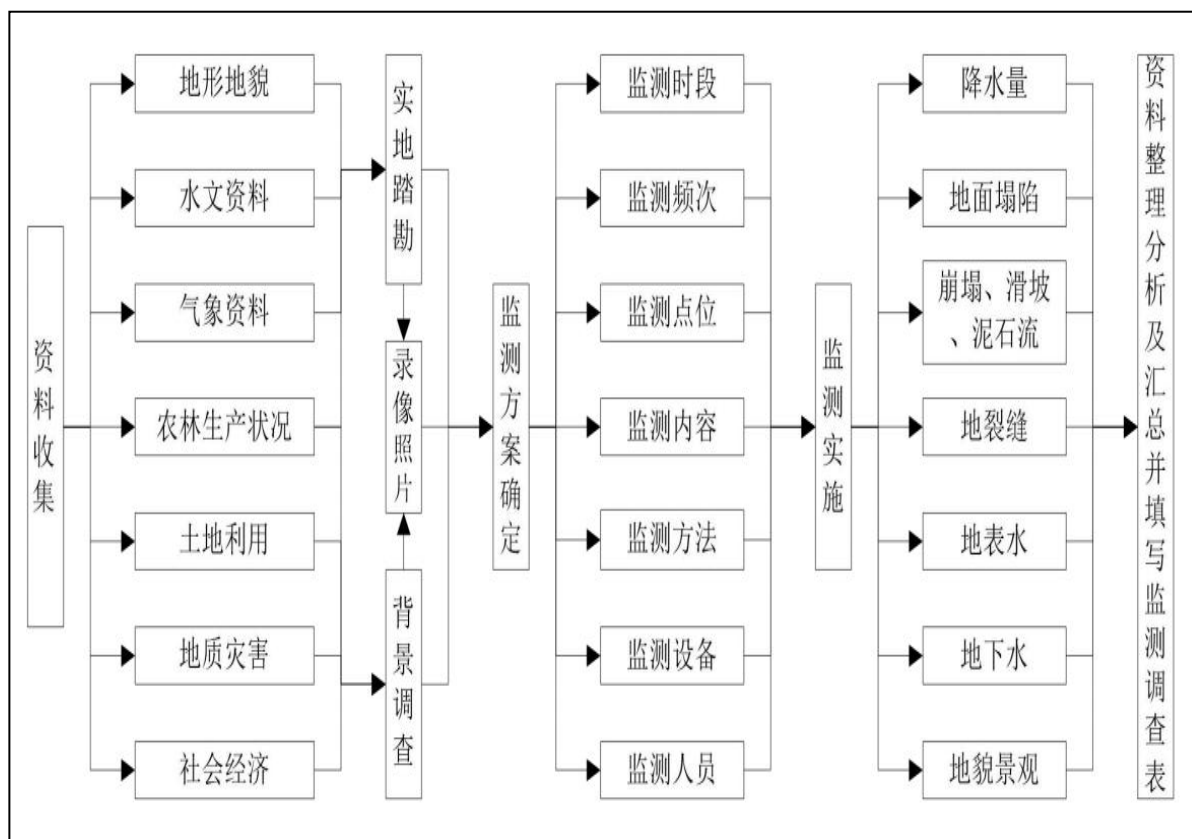 资料收集
地形地貌
水文资料
气象资料
农林生产状况
土地利用
地质灾害
社会经济
实地踏勘
录像照片
背景调查
监测方案确定
监测时段
监测频次
监测点位
监测内容
监测方法
监测设备
监测人员
监测实施
降水量
地面塌陷
崩塌、滑坡
、泥石流
地裂缝
地表水
地下水
地貌景观
资料整理分析及汇总并填写监测调查表